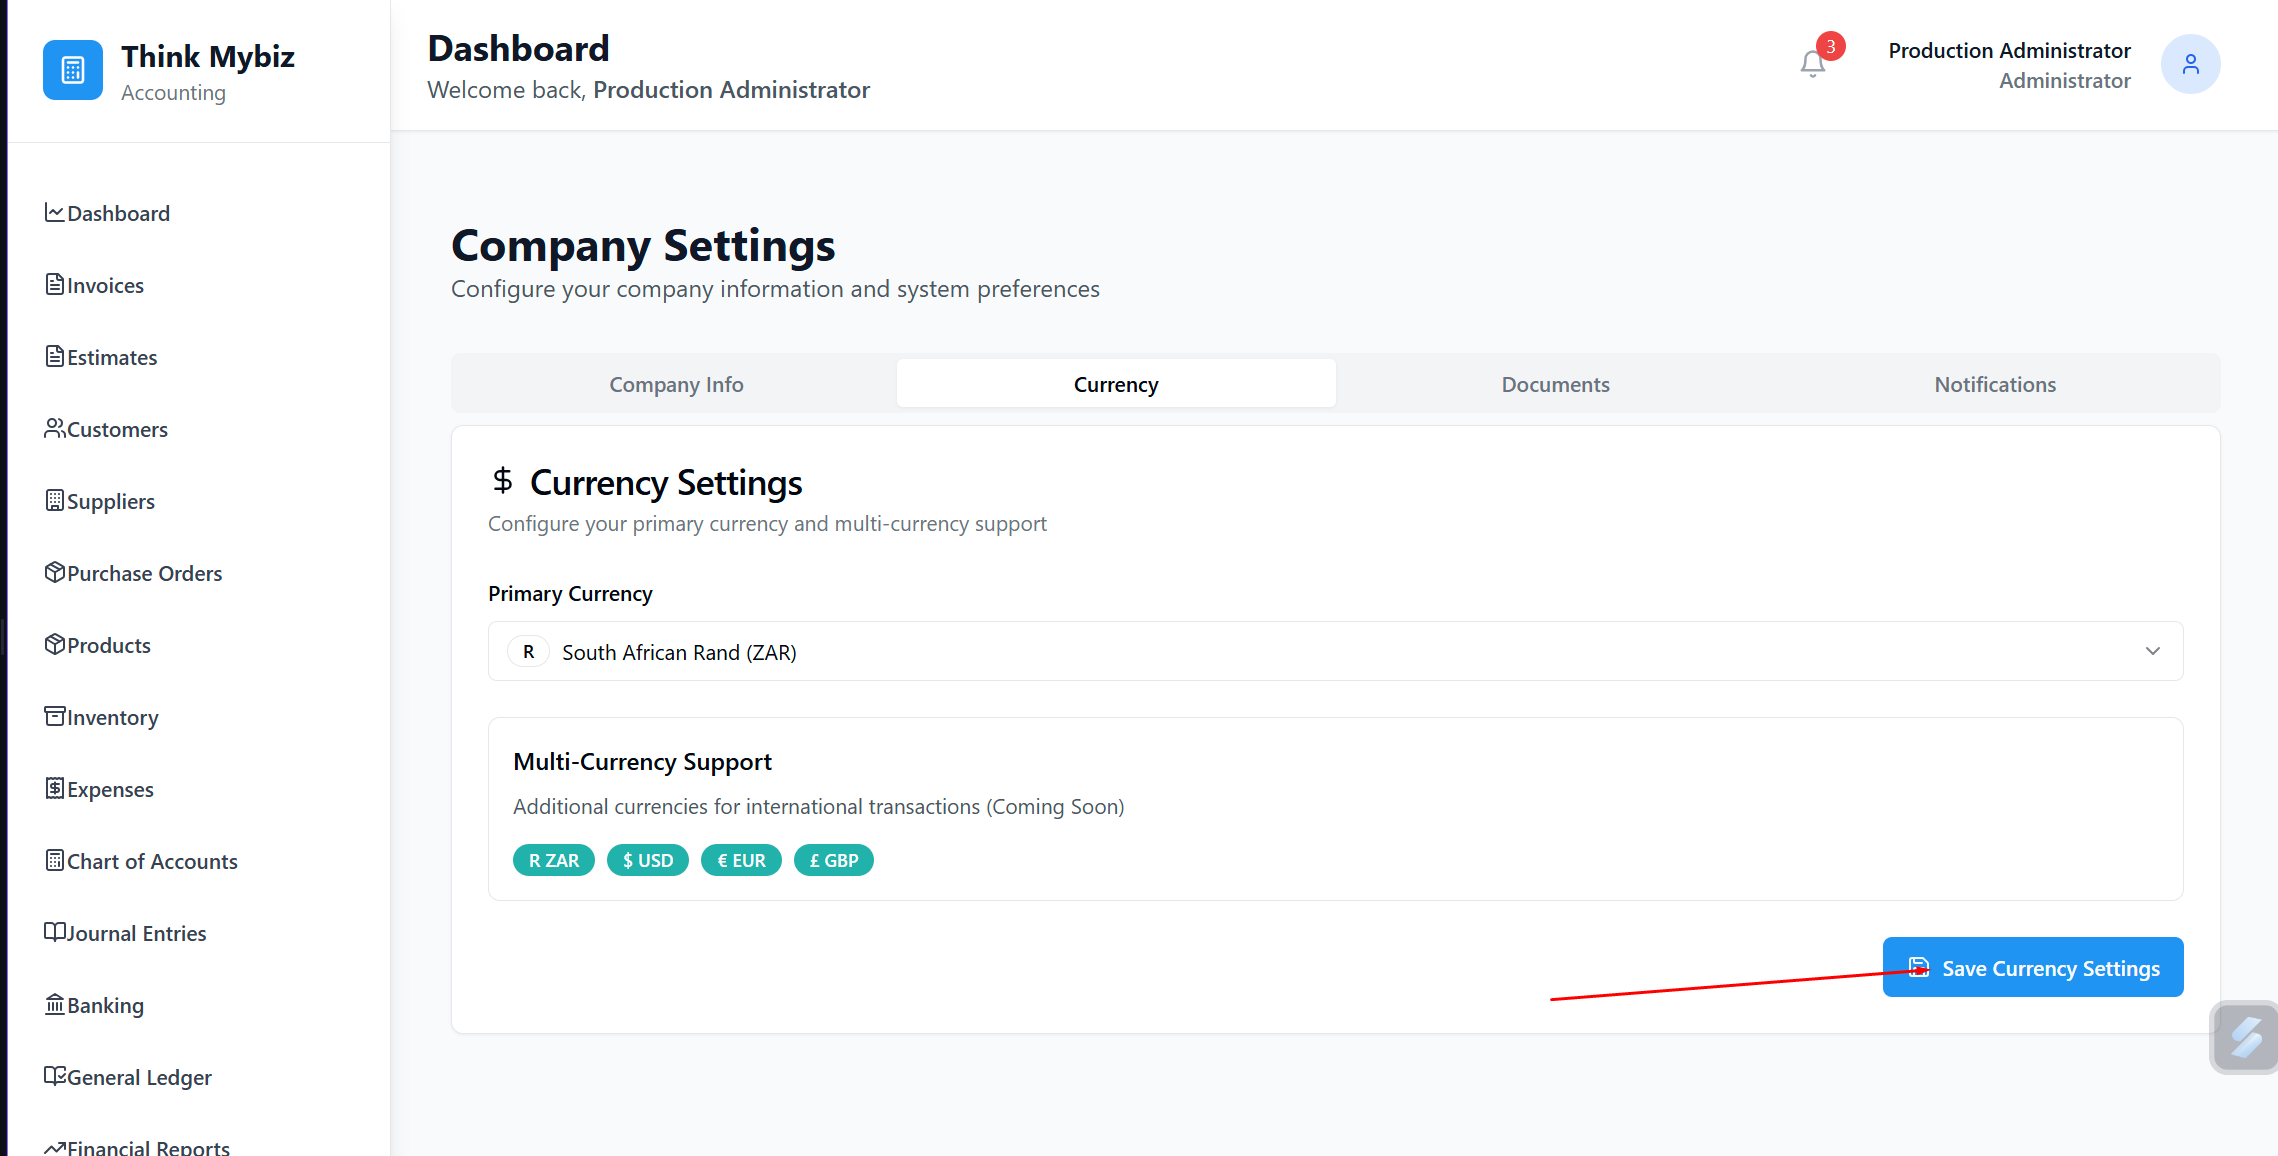 Think Mybiz
Accounting
Dashboard
Invoices
Estimates
Customers
Suppliers
Purchase Orders
Products
Inventory
Expenses
Chart of Accounts
Journal Entries
Banking
General Ledger
Financial Reports
Dashboard
Welcome back, Production Administrator
3
Production Administrator
Administrator
Company Settings
Configure your company information and system preferences
Company Info
Currency
Documents
Notifications
$ Currency Settings
Configure your primary currency and multi-currency support
Primary Currency
R South African Rand (ZAR)
Multi-Currency Support
Additional currencies for international transactions (Coming Soon)
R ZAR $ USD € EUR £ GBP
Save Currency Settings